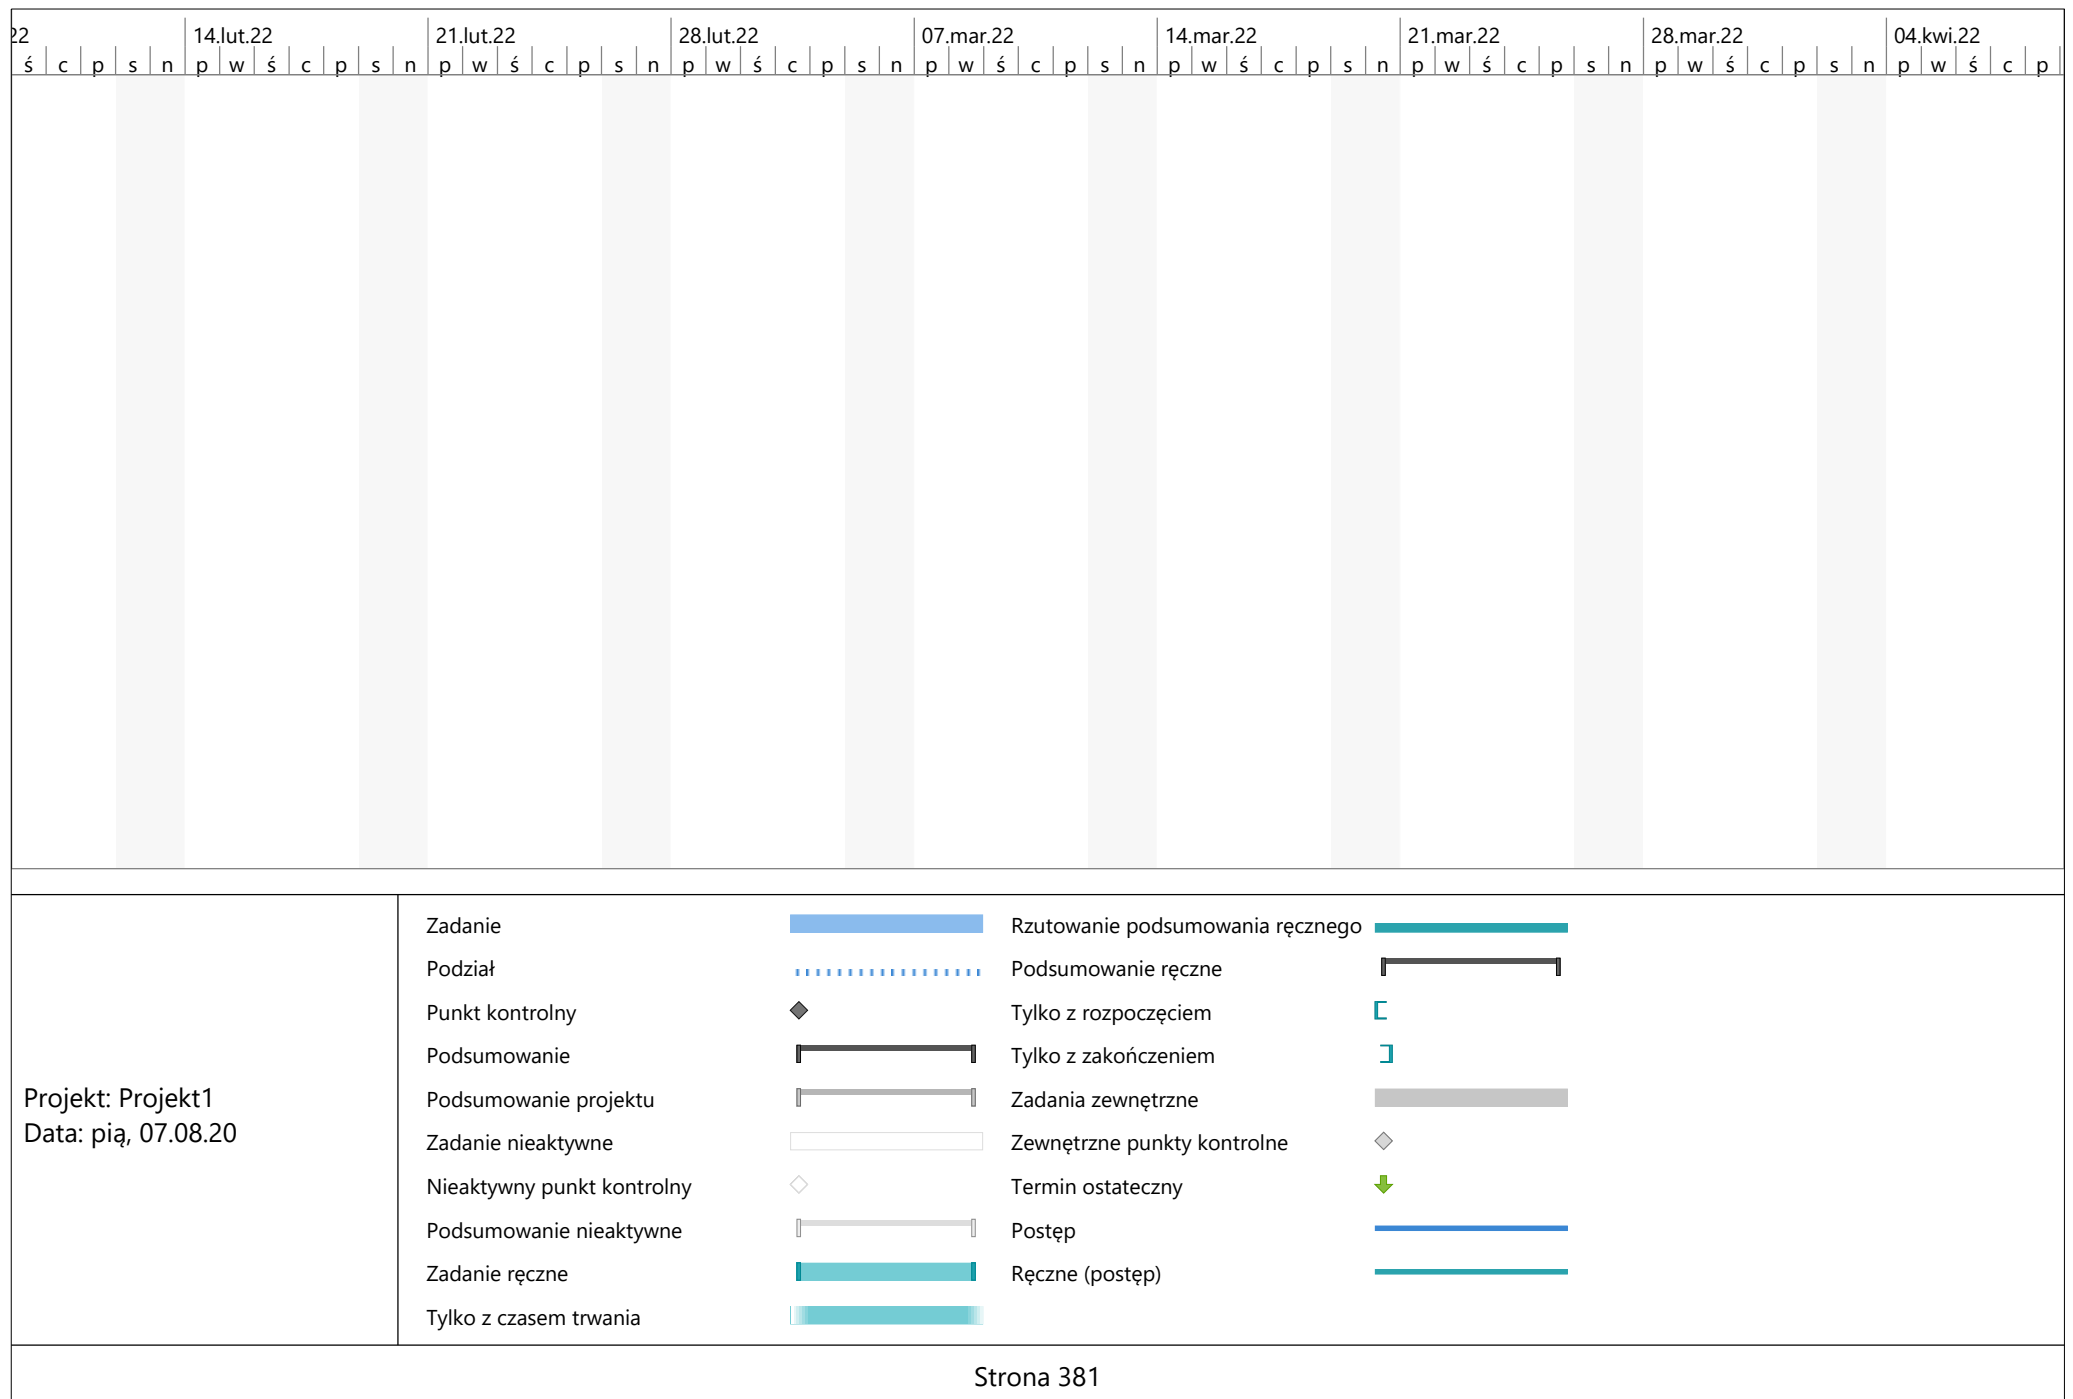 22 14.lut.22 21.lut.22 28.lut.22 07.mar.22 14.mar.22 21.mar.22 28.mar.22 04.kwi.22
ś c p s n p w ś c p s n p w ś c p s n p w ś c p s n p w ś c p s n p w ś c p s n p w ś c p s n p w ś c p s n p w ś c p
Projekt: Projekt1
Data: pią, 07.08.20
Zadanie
Podział
Punkt kontrolny
Podsumowanie
Podsumowanie projektu
Zadanie nieaktywne
Nieaktywny punkt kontrolny
Podsumowanie nieaktywne
Zadanie ręczne
Tylko z czasem trwania
Rzutowanie podsumowania ręcznego
Podsumowanie ręczne
Tylko z rozpoczęciem
Tylko z zakończeniem
Zadania zewnętrzne
Zewnętrzne punkty kontrolne
Termin ostateczny
Postęp
Ręczne (postęp)
Strona 381